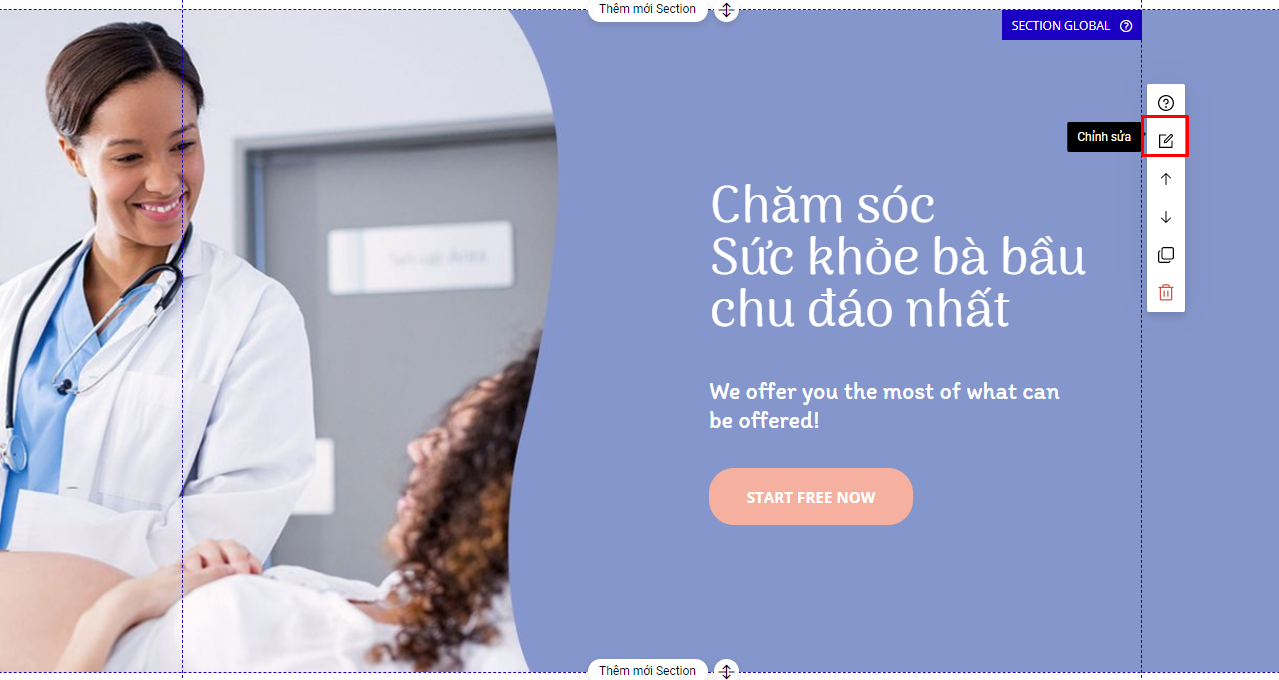 Thêm mới Section
SECTION GLOBAL
Chỉnh sửa
Chăm sóc
Sức khỏe bà bầu
chu đáo nhất
We offer you the most of what can
be offered!
START FREE NOW
Thêm mới Section